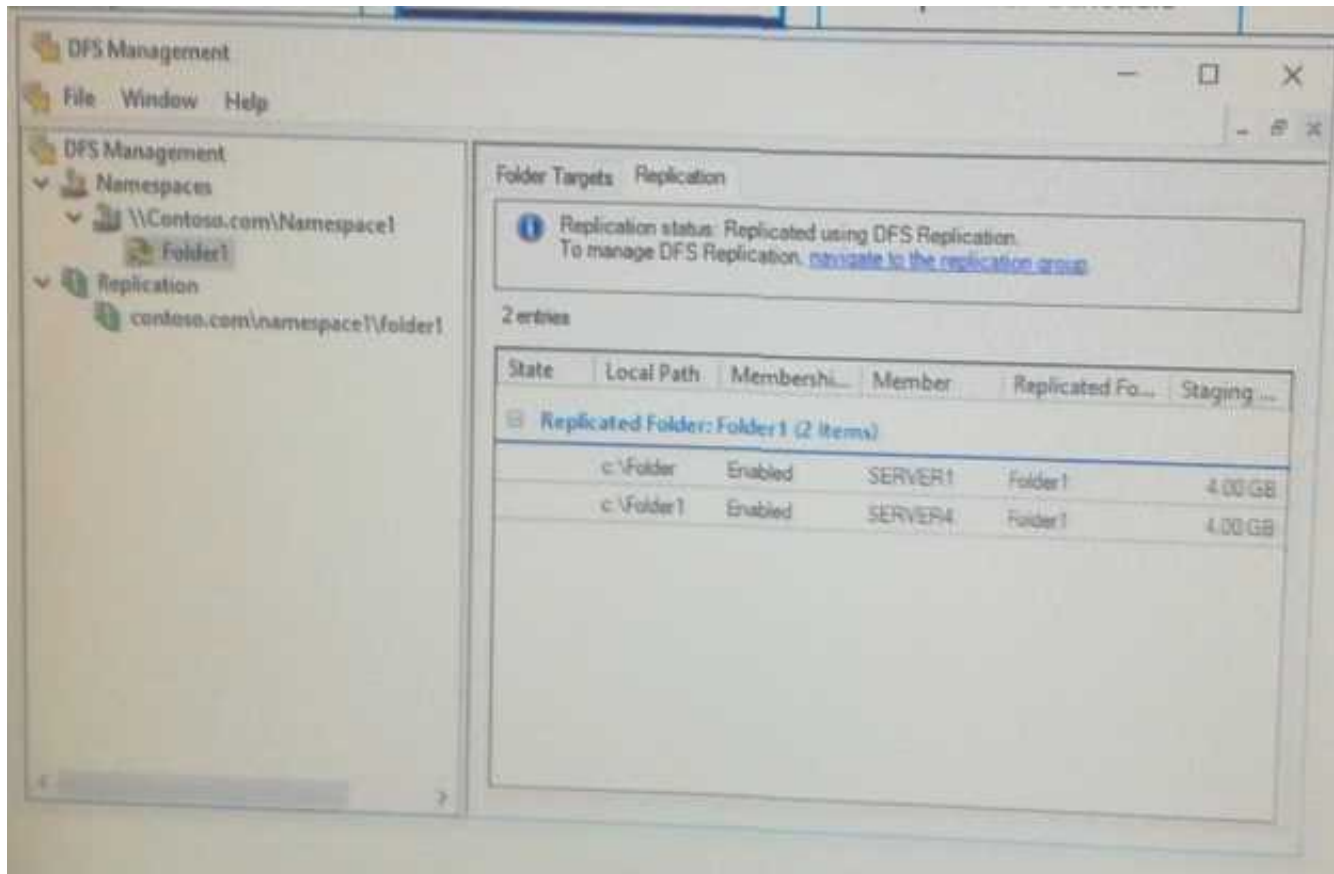 DFS Management
File Window Help
DFS Management
Namespaces
\\Contoso.com\Namespace1
Folder1
Replication
contoso.com\namespace1\folder1
Folder Targets Replication
Replication status: Replicated using DFS Replication.
To manage DFS Replication, navigate to the replication group.
2 entries
State Local Path Membershi... Member Replicated Fo... Staging ...
Replicated Folder: Folder1 (2 items)
c:\Folder Enabled SERVER1 Folder1 4.00 GB
c:\Folder1 Enabled SERVER4 Folder1 4.00 GB